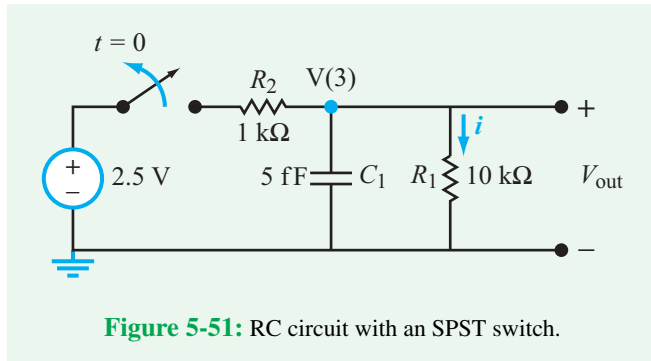 t = 0
R2 V(3)
1 kΩ
+
i
+
−
2.5 V
5 fF C1 R1 10 kΩ Vout
−
Figure 5-51: RC circuit with an SPST switch.